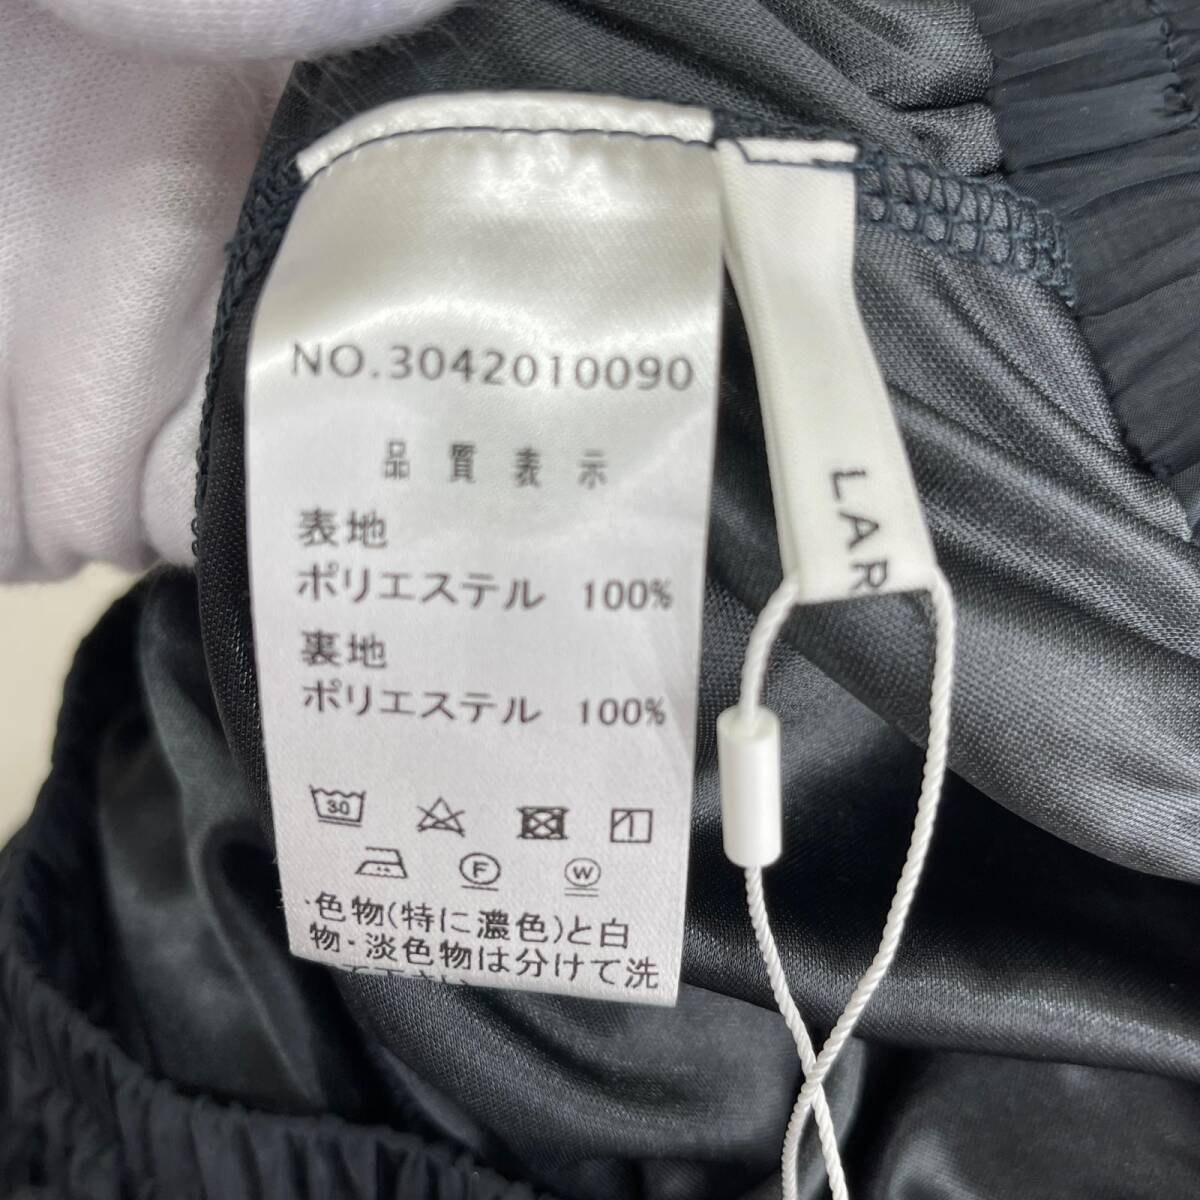 NO.3042010090
品質表示
表地
ポリエステル 100%
裏地
ポリエステル 100%
30
F
W
・色物(特に濃色)と白
物・淡色物は分けて洗
LAR